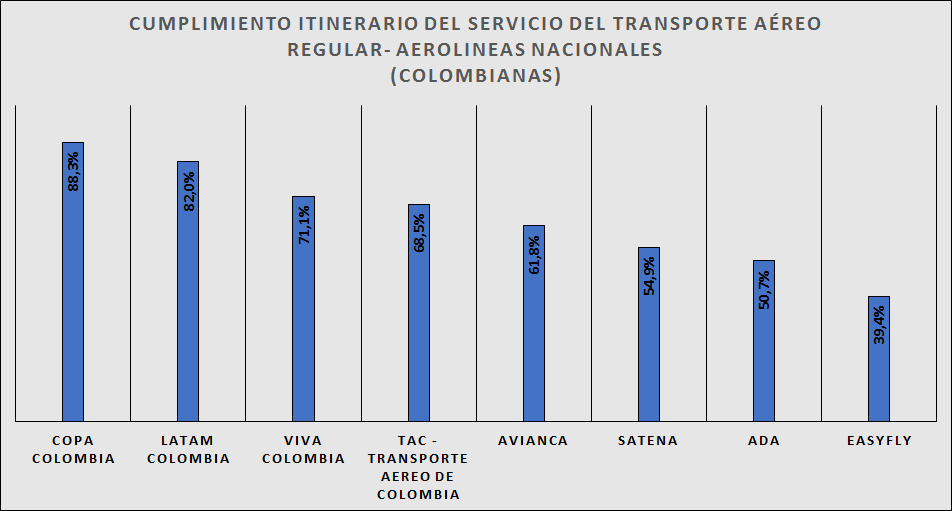 CUMPLIMIENTO ITINERARIO DEL SERVICIO DEL TRANSPORTE AÉREO
REGULAR- AEROLINEAS NACIONALES
(COLOMBIANAS)
88,3%
82,0%
71,1%
68,5%
61,8%
54,9%
50,7%
39,4%
COPA
COLOMBIA
LATAM
COLOMBIA
VIVA
COLOMBIA
TAC -
TRANSPORTE
AEREO DE
COLOMBIA
AVIANCA
SATENA
ADA
EASYFLY